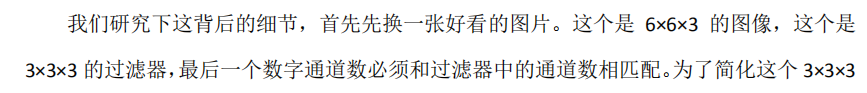 我们研究下这背后的细节，首先先换一张好看的图片。这个是 6×6×3 的图像，这个是
3×3×3 的过滤器，最后一个数字通道数必须和过滤器中的通道数相匹配。为了简化这个 3×3×3